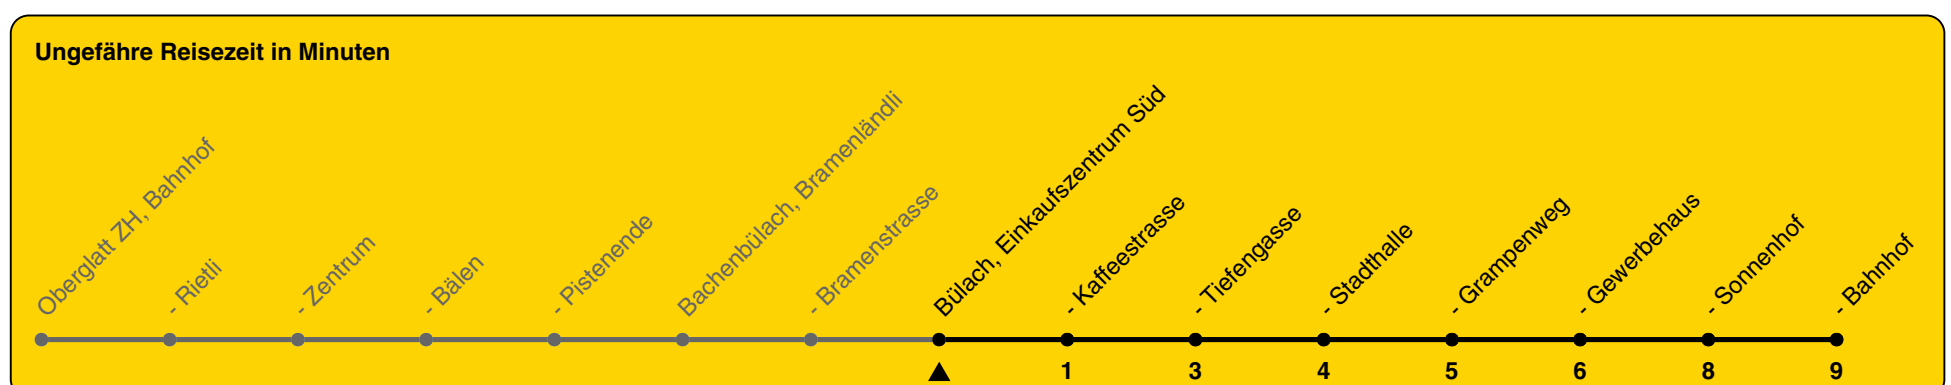 Ungefähre Reisezeit in Minuten
Oberglatt ZH, Bahnhof
- Rietli
- Zentrum
- Bälen
- Pistenende
Bachenbülach, Bramenländli
- Bramenstrasse
Bülach, Einkaufszentrum Süd
- Kaffeestrasse
- Tiefengasse
- Stadthalle
- Grampenweg
- Gewerbehaus
- Sonnenhof
- Bahnhof
1 3 4 5 6 8 9